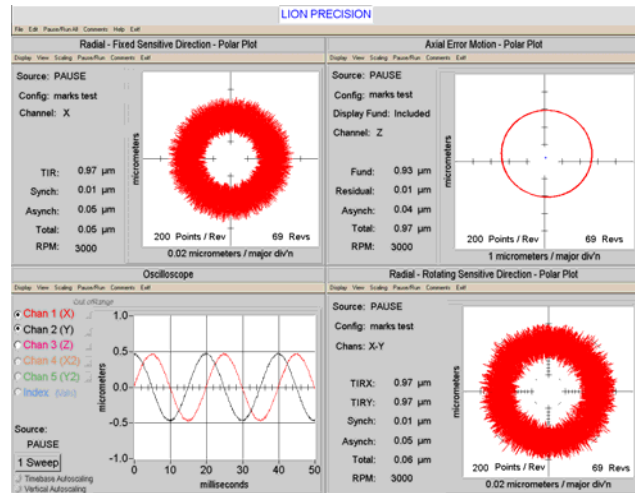 LION PRECISION
File Edit Pause/Run All Comments Help Exit
Radial - Fixed Sensitive Direction - Polar Plot
Display View Scaling Pause/Run Comments Exit
Source: PAUSE
Config: marks test
Channel: X
TIR: 0.97 µm
Synch: 0.01 µm
Asynch: 0.05 µm
Total: 0.05 µm
RPM: 3000
micrometers
200 Points / Rev 69 Revs
0.02 micrometers / major div'n
Axial Error Motion - Polar Plot
Display View Scaling Pause/Run Comments Exit
Source: PAUSE
Config: marks test
Display Fund: Included
Channel: Z
Fund: 0.93 µm
Residual: 0.01 µm
Asynch: 0.04 µm
Total: 0.97 µm
RPM: 3000
micrometers
200 Points / Rev 69 Revs
1 micrometers / major div'n
Oscilloscope
Display View Scaling Pause/Run Comments Exit
Out of Range
Chan 1 (X)
Chan 2 (Y)
Chan 3 (Z)
Chan 4 (X2)
Chan 5 (Y2)
Index (Volts)
Source:
PAUSE
1 Sweep
Timebase Autoscaling
Vertical Autoscaling
micrometers
1.0
0.5
0.0
-0.5
-1.0
0 10 20 30 40 50
milliseconds
Radial - Rotating Sensitive Direction - Polar Plot
Display View Scaling Pause/Run Comments Exit
Source: PAUSE
Config: marks test
Chans: X-Y
TIRX: 0.97 µm
TIRY: 0.97 µm
Synch: 0.01 µm
Asynch: 0.05 µm
Total: 0.06 µm
RPM: 3000
200 Points / Rev 69 Revs
0.02 micrometers / major div'n